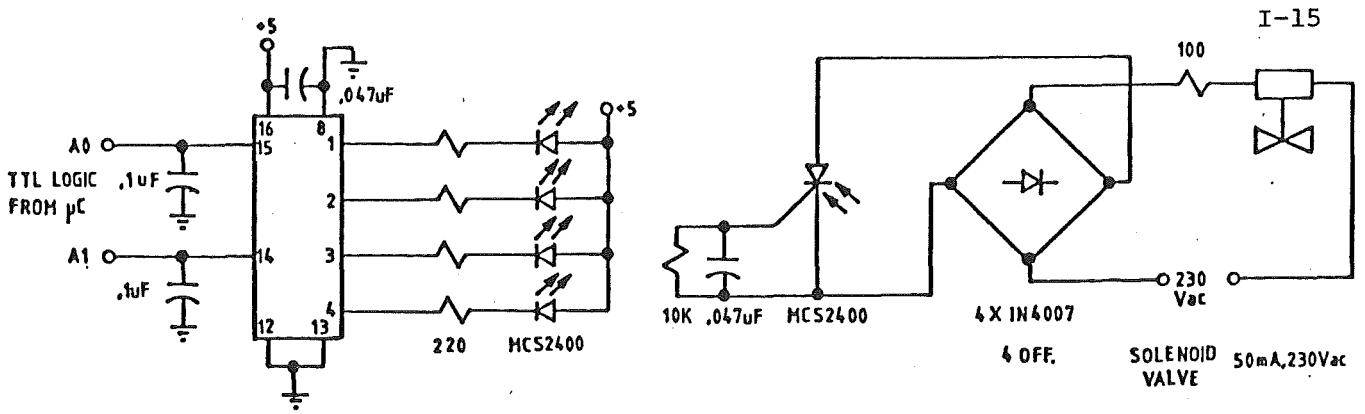 I-15
+5
.047uF
16
8
15
1
A0
TTL LOGIC
FROM µC
.1uF
2
A1
14
3
.1uF
4
12
13
220
MCS2400
+5
100
10K
.047uF
MCS2400
4X IN4007
4 OFF.
230
Vac
SOLENOID
VALVE
50mA,230Vac